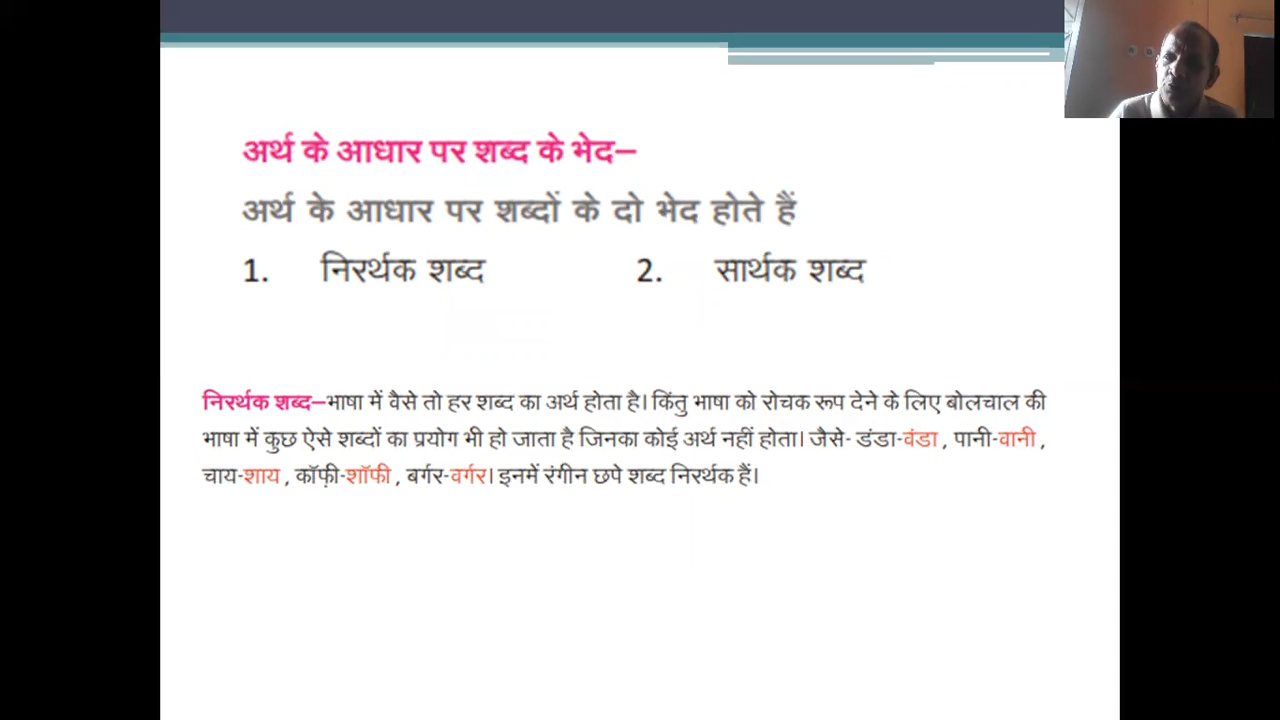 अर्थ के आधार पर शब्द के भेद–
अर्थ के आधार पर शब्दों के दो भेद होते हैं
1. निरर्थक शब्द 2. सार्थक शब्द
निरर्थक शब्द–भाषा में वैसे तो हर शब्द का अर्थ होता है। किंतु भाषा को रोचक रूप देने के लिए बोलचाल की
भाषा में कुछ ऐसे शब्दों का प्रयोग भी हो जाता है जिनका कोई अर्थ नहीं होता। जैसे- डंडा-वंडा , पानी-वानी ,
चाय-शाय , कॉफ़ी-शॉफी , बर्गर-वर्गर। इनमें रंगीन छपे शब्द निरर्थक हैं।